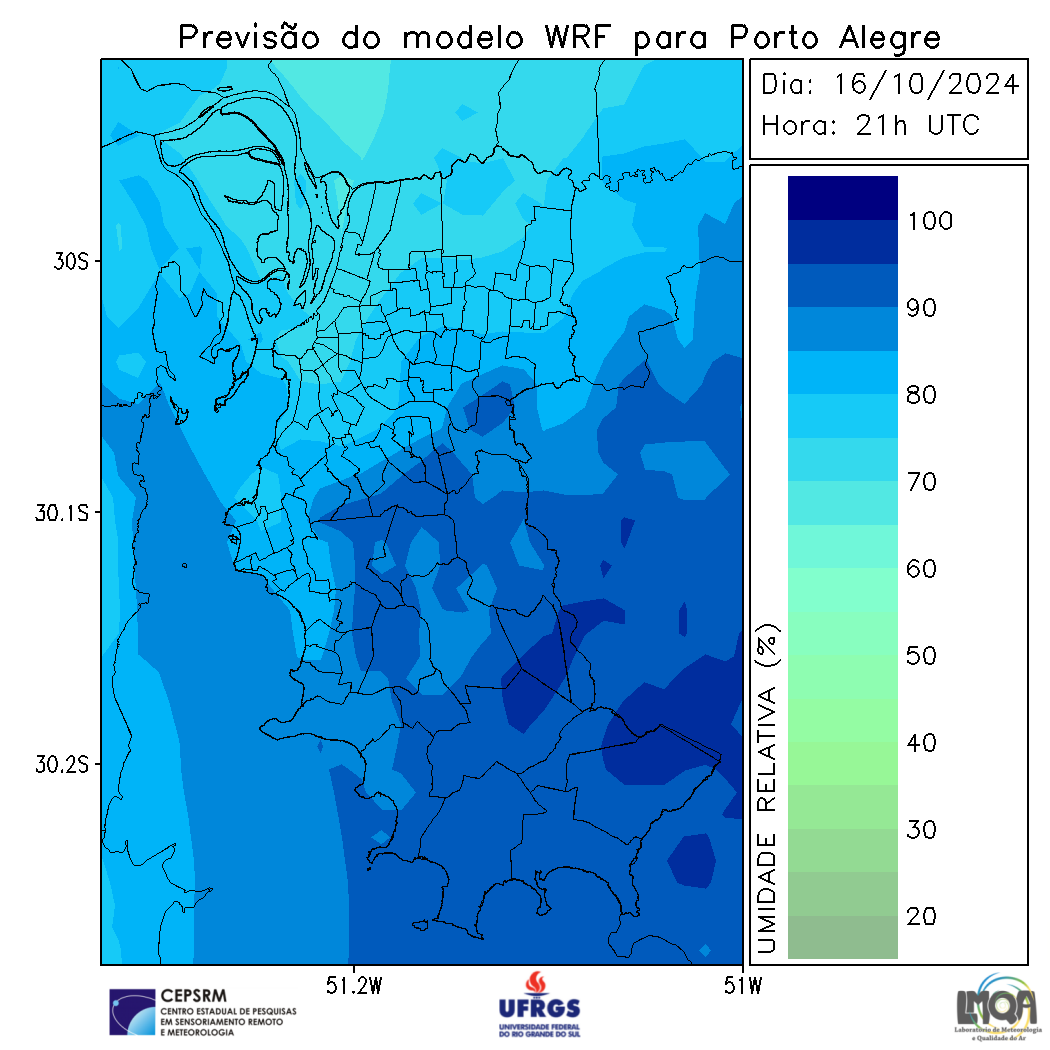 Previsão do modelo WRF para Porto Alegre
Dia: 16/10/2024
Hora: 21h UTC
30S
30.1S
30.2S
51.2W
51W
100
90
80
70
60
50
40
30
20
UMIDADE RELATIVA (%)
CEPSRM
CENTRO ESTADUAL DE PESQUISAS
EM SENSORIAMENTO REMOTO
E METEOROLOGIA
UFRGS
UNIVERSIDADE FEDERAL
DO RIO GRANDE DO SUL
LMQA
Laboratório de Meteorologia
e Qualidade do Ar